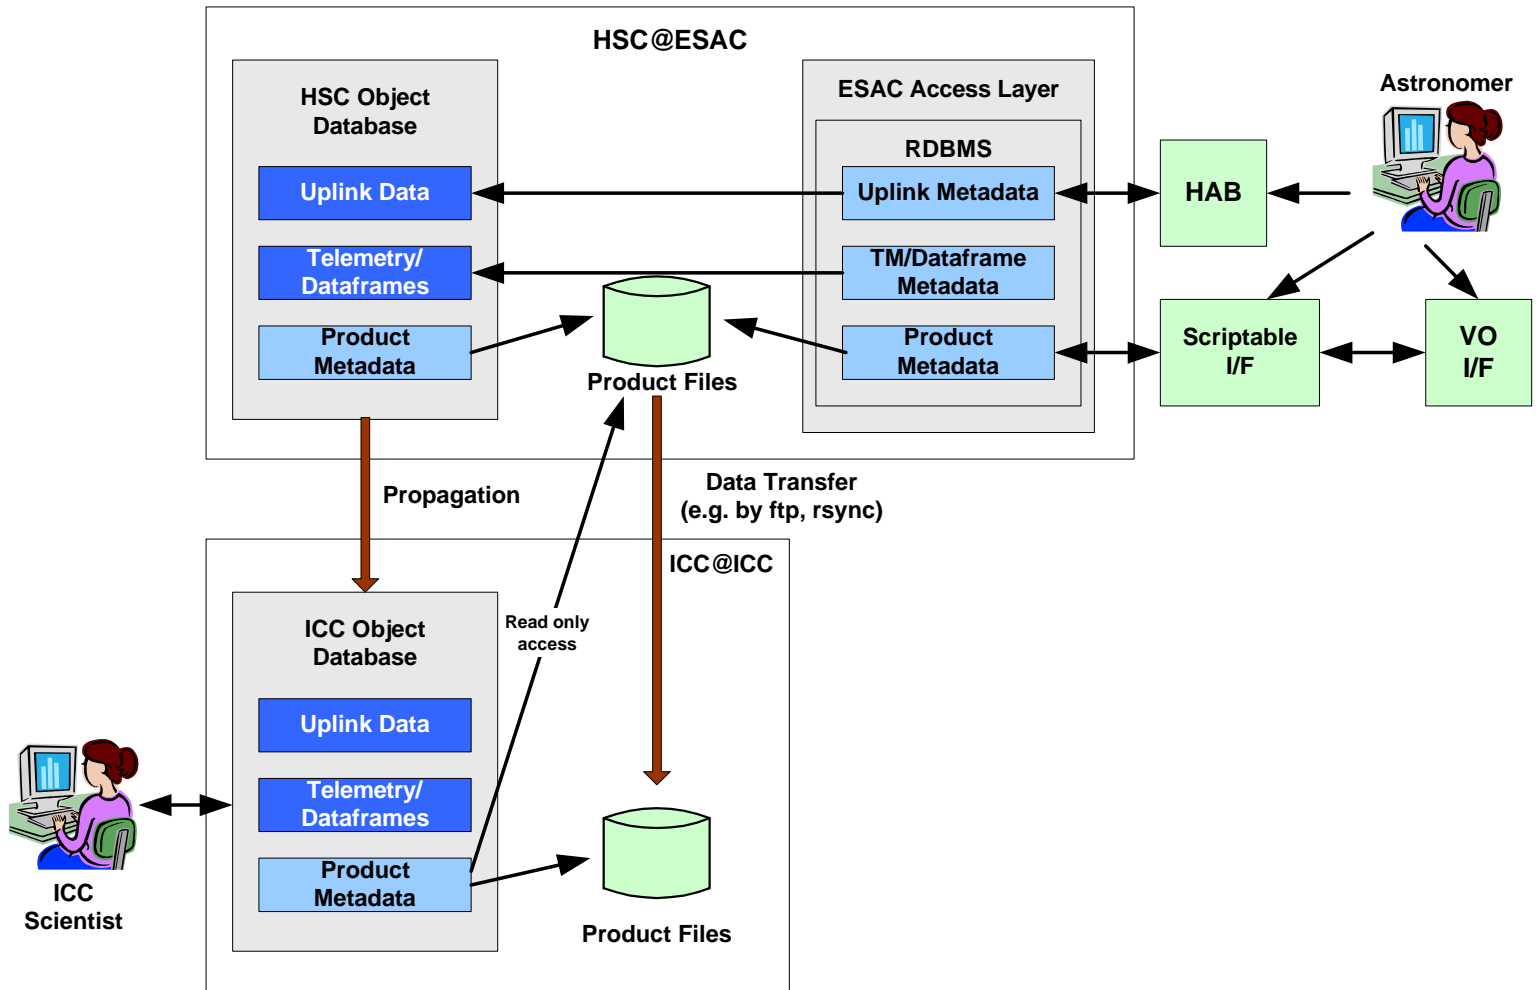 HSC@ESAC
HSC Object
Database
Uplink Data
Telemetry/
Dataframes
Product
Metadata
Product Files
ESAC Access Layer
RDBMS
Uplink Metadata
TM/Dataframe
Metadata
Product
Metadata
HAB
Astronomer
Scriptable
I/F
VO
I/F
Propagation
Data Transfer
(e.g. by ftp, rsync)
ICC@ICC
ICC Object
Database
Read only
access
Uplink Data
Telemetry/
Dataframes
Product
Metadata
Product Files
ICC
Scientist